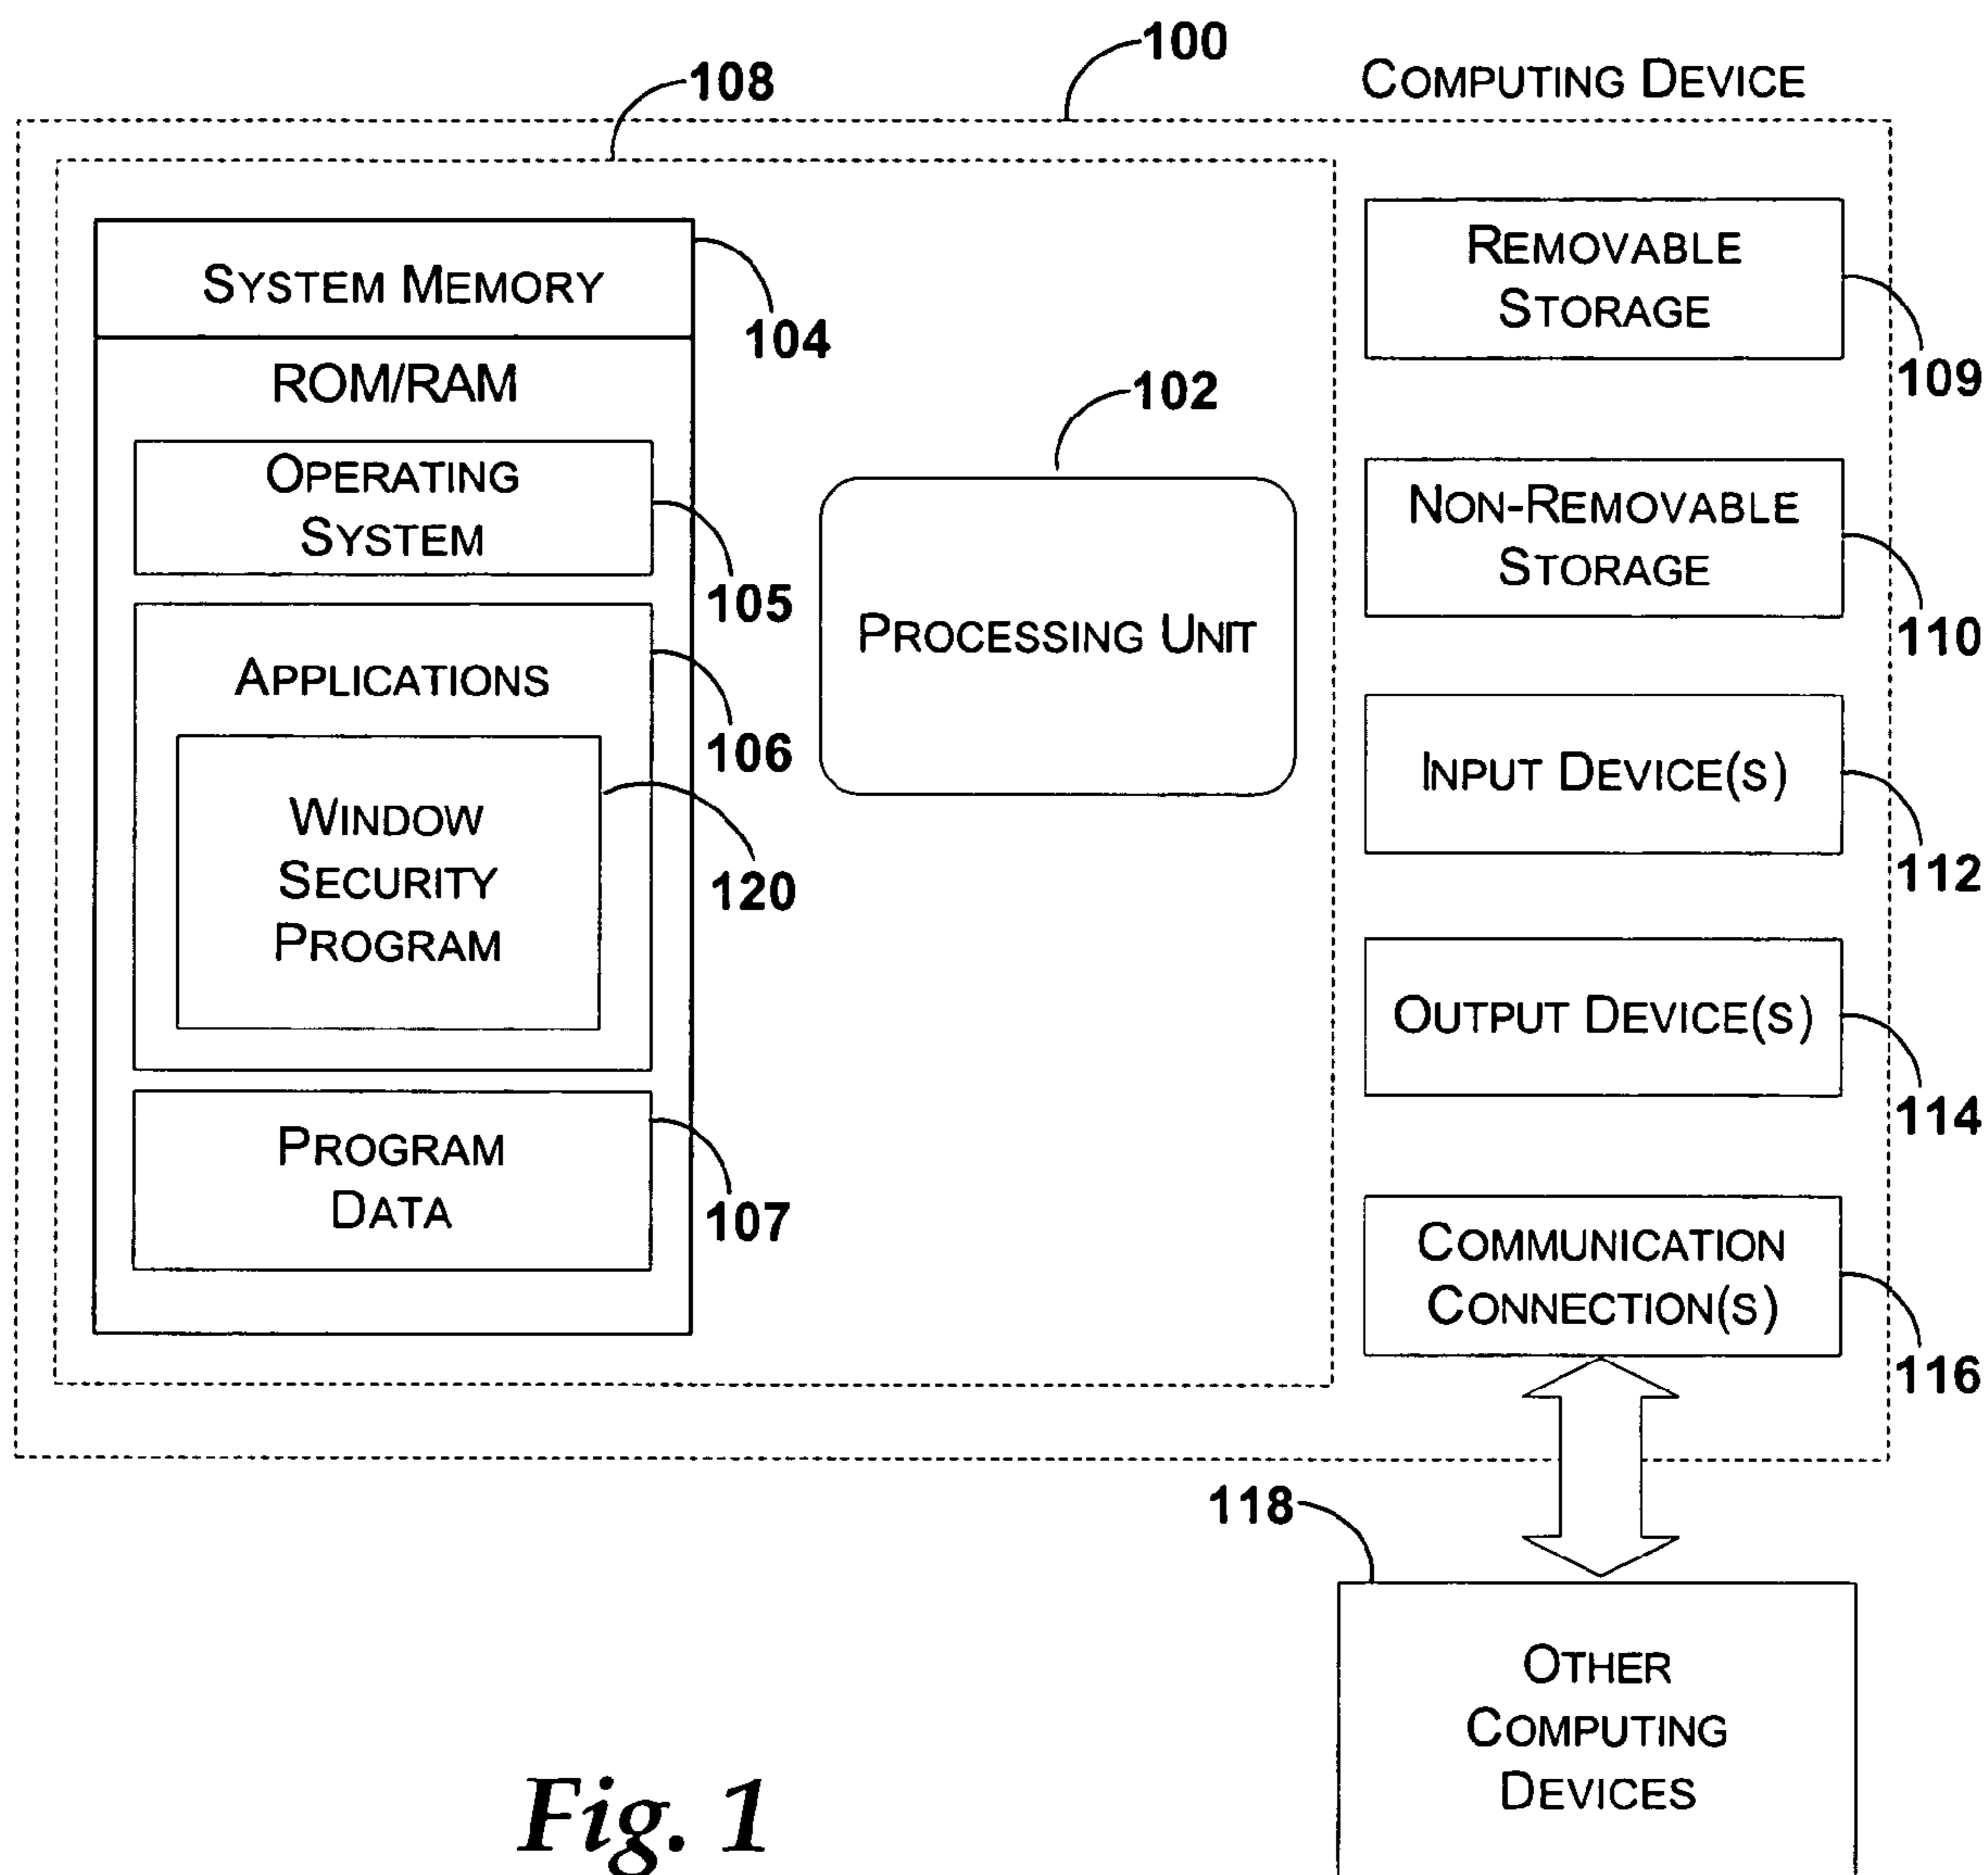 100
COMPUTING DEVICE
108
SYSTEM MEMORY
104
ROM/RAM
OPERATING
SYSTEM
105
APPLICATIONS
106
WINDOW
SECURITY
PROGRAM
120
PROGRAM
DATA
107
102
PROCESSING UNIT
REMOVABLE
STORAGE
109
NON-REMOVABLE
STORAGE
110
INPUT DEVICE(S)
112
OUTPUT DEVICE(S)
114
COMMUNICATION
CONNECTION(S)
116
118
OTHER
COMPUTING
DEVICES
Fig. 1